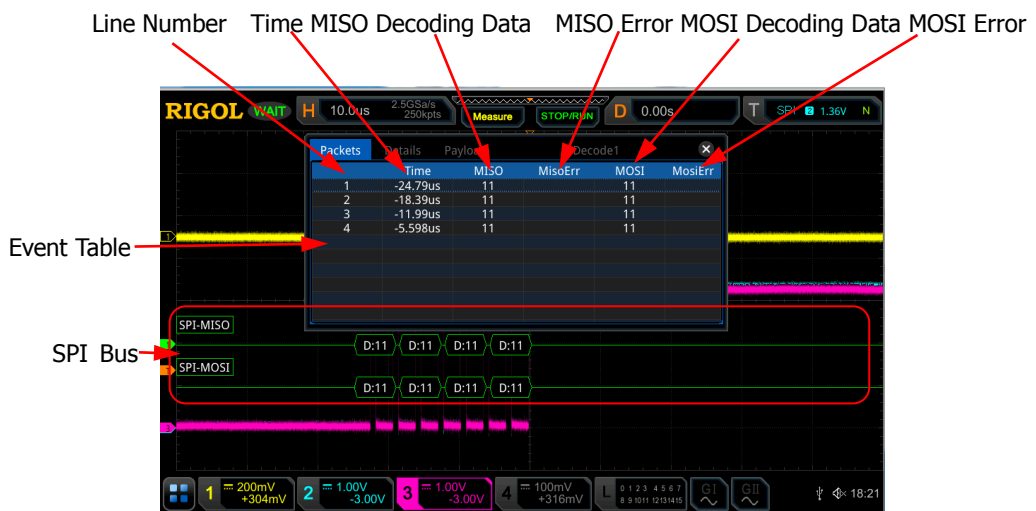 Line Number Time MISO Decoding Data MISO Error MOSI Decoding Data MOSI Error
RIGOL WAIT H 10.0us 2.5GSa/s 250kpts Measure STOP/RUN D 0.00s T SPI 2 1.36V N
Packets Details Decode1
Time MISO MisoErr MOSI MosiErr
1 -24.79us 11 11
2 -18.39us 11 11
3 -11.99us 11 11
4 -5.598us 11 11
1
Event Table
SPI-MISO
D:11 D:11 D:11 D:11
SPI Bus
SPI-MOSI
D:11 D:11 D:11 D:11
1 200mV +304mV 2 1.00V -3.00V 3 1.00V -3.00V 4 100mV +316mV L 0 1 2 3 4 5 6 7 8 9 10 11 12 13 14 15 GI GII 18:21